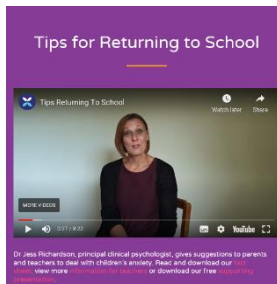 Tips for Returning to School
Tips Returning To School
Watch later
Share
MORE VIDEOS
YouTube
Dr Jess Richardson, principal clinical psychologist, gives suggestions to parents
and teachers to deal with children's anxiety. Read and download our fact
sheet, view more information for teachers or download our free supporting
presentation.